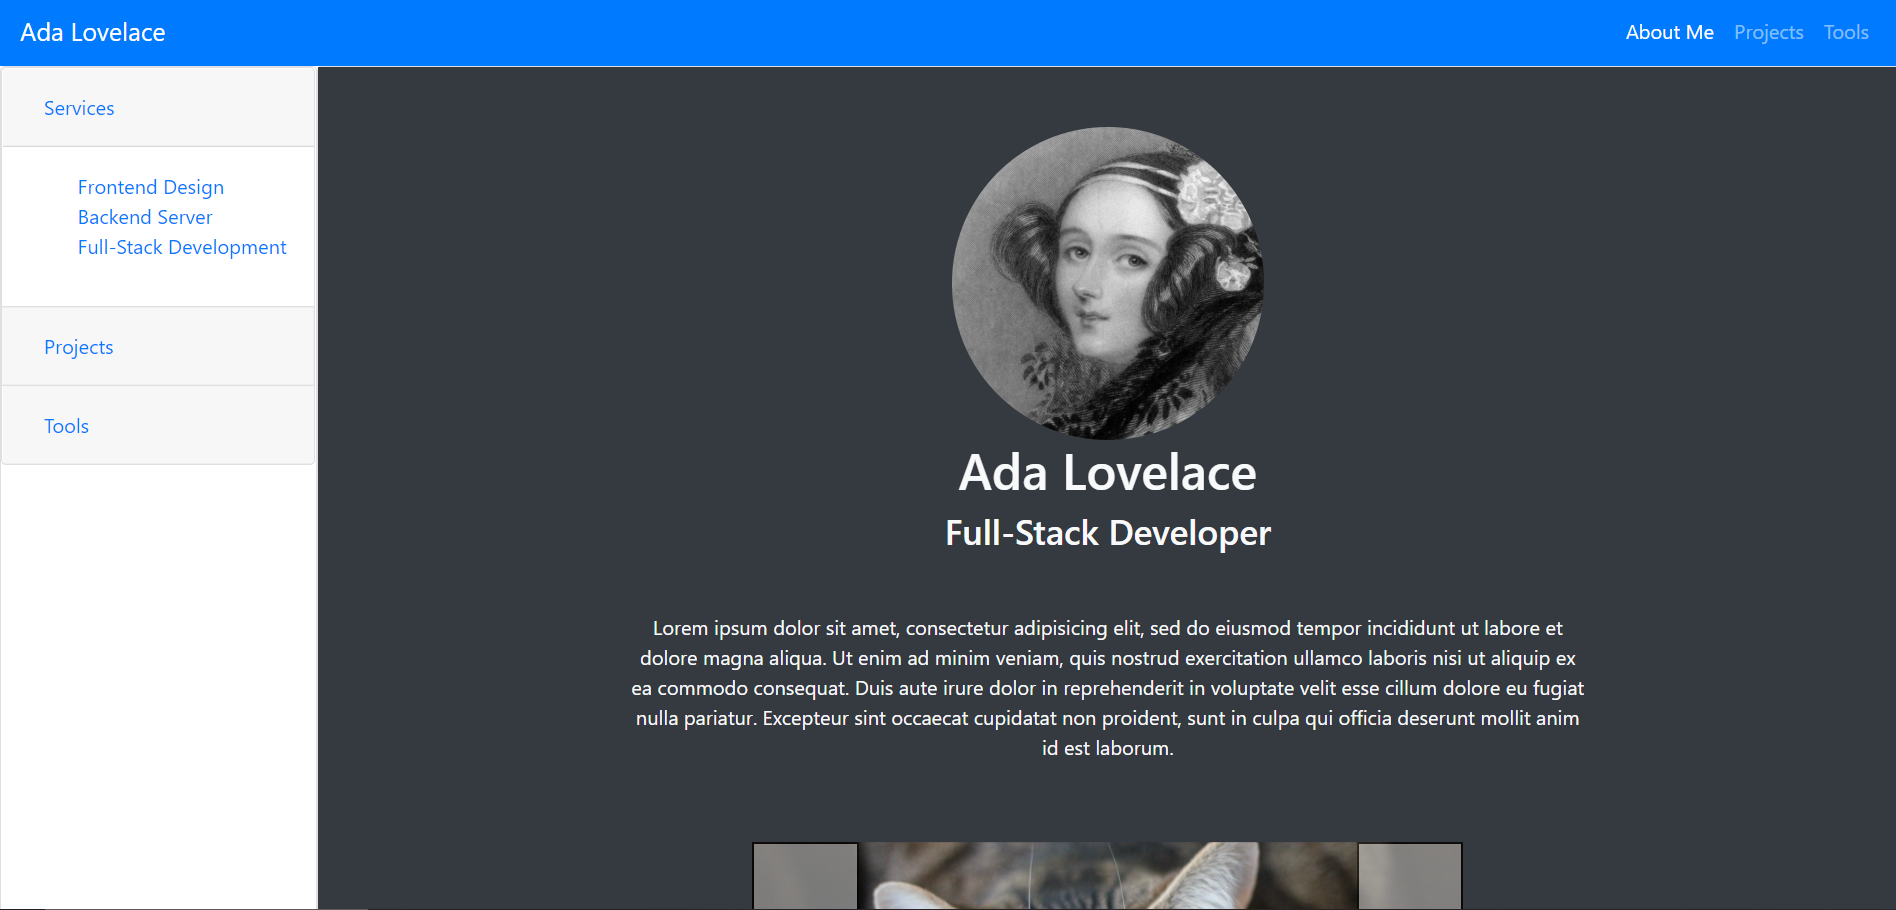 Ada Lovelace
About Me Projects Tools
Services
Frontend Design
Backend Server
Full-Stack Development
Projects
Tools
Ada Lovelace
Full-Stack Developer
Lorem ipsum dolor sit amet, consectetur adipisicing elit, sed do eiusmod tempor incididunt ut labore et
dolore magna aliqua. Ut enim ad minim veniam, quis nostrud exercitation ullamco laboris nisi ut aliquip ex
ea commodo consequat. Duis aute irure dolor in reprehenderit in voluptate velit esse cillum dolore eu fugiat
nulla pariatur. Excepteur sint occaecat cupidatat non proident, sunt in culpa qui officia deserunt mollit anim
id est laborum.